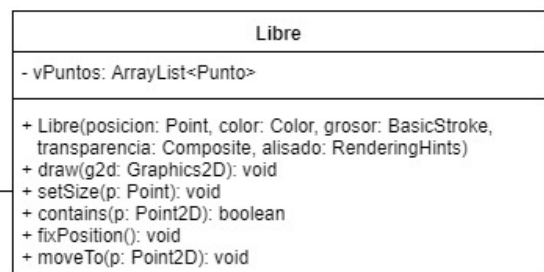 Libre
- vPuntos: ArrayList<Punto>
+ Libre(posicion: Point, color: Color, grosor: BasicStroke,
transparencia: Composite, alisado: RenderingHints)
+ draw(g2d: Graphics2D): void
+ setSize(p: Point): void
+ contains(p: Point2D): boolean
+ fixPosition(): void
+ moveTo(p: Point2D): void